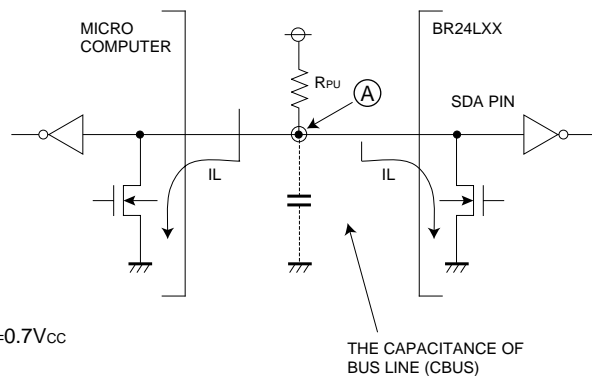 MICRO
COMPUTER
BR24LXX
RPU
A
SDA PIN
IL
IL
=0.7VCC
THE CAPACITANCE OF
BUS LINE (CBUS)